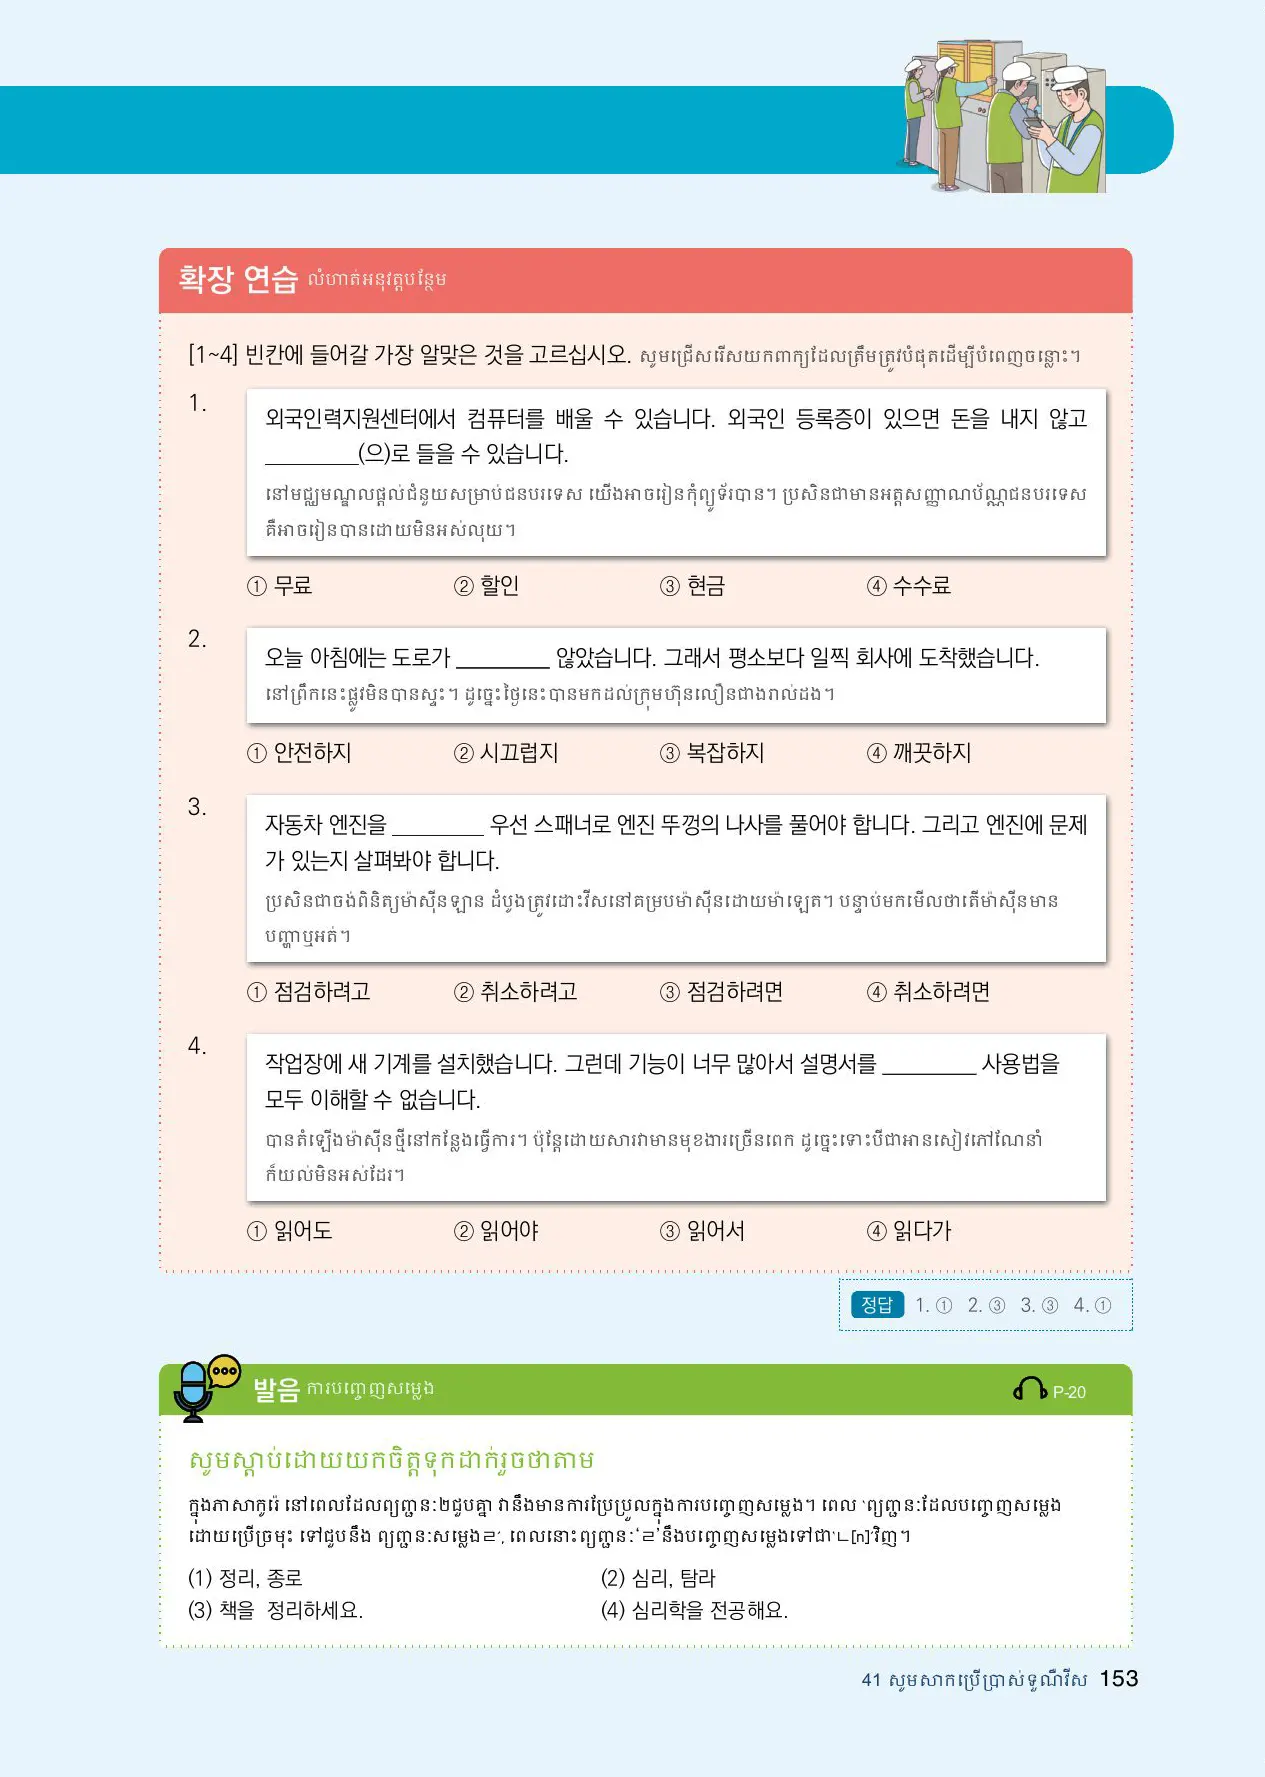 확장 연습 លំហាត់អនុវត្តបន្ថែម
[1~4] 빈칸에 들어갈 가장 알맞은 것을 고르십시오. សូមជ្រើសរើសយកពាក្យដែលត្រឹមត្រូវបំផុតដើម្បីបំពេញចន្លោះ។
1.
외국인력지원센터에서 컴퓨터를 배울 수 있습니다. 외국인 등록증이 있으면 돈을 내지 않고
________(으)로 들을 수 있습니다.
នៅមជ្ឈមណ្ឌលផ្តល់ជំនួយសម្រាប់ជនបរទេស យើងអាចរៀនកុំព្យូទ័របាន។ ប្រសិនជាមានអត្តសញ្ញាណប័ណ្ណជនបរទេស
គឺអាចរៀនបានដោយមិនអស់លុយ។
① 무료 ② 할인 ③ 현금 ④ 수수료
2.
오늘 아침에는 도로가 ________ 않았습니다. 그래서 평소보다 일찍 회사에 도착했습니다.
នៅព្រឹកនេះផ្លូវមិនបានស្ទះ។ ដូច្នេះថ្ងៃនេះបានមកដល់ក្រុមហ៊ុនលឿនជាងរាល់ដង។
① 안전하지 ② 시끄럽지 ③ 복잡하지 ④ 깨끗하지
3.
자동차 엔진을 ________ 우선 스패너로 엔진 뚜껑의 나사를 풀어야 합니다. 그리고 엔진에 문제
가 있는지 살펴봐야 합니다.
ប្រសិនជាចង់ពិនិត្យម៉ាស៊ីនឡាន ដំបូងត្រូវដោះវីសនៅគម្របម៉ាស៊ីនដោយម៉ាឡេត។ បន្ទាប់មកមើលថាតើម៉ាស៊ីនមាន
បញ្ហាឬអត់។
① 점검하려고 ② 취소하려고 ③ 점검하려면 ④ 취소하려면
4.
작업장에 새 기계를 설치했습니다. 그런데 기능이 너무 많아서 설명서를 ________ 사용법을
모두 이해할 수 없습니다.
បានតំឡើងម៉ាស៊ីនថ្មីនៅកន្លែងធ្វើការ។ ប៉ុន្តែដោយសារវាមានមុខងារច្រើនពេក ដូច្នេះទោះបីជាអានសៀវភៅណែនាំ
ក៏យល់មិនអស់ដែរ។
① 읽어도 ② 읽어야 ③ 읽어서 ④ 읽다가
정답 1. ① 2. ③ 3. ③ 4. ①
발음 ការបញ្ចេញសម្លេង P-20
សូមស្តាប់ដោយយកចិត្តទុកដាក់រួចថាតាម
ក្នុងភាសាកូរ៉េ នៅពេលដែលព្យញ្ជនៈ២ជួបគ្នា វានឹងមានការប្រែប្រួលក្នុងការបញ្ចេញសម្លេង។ ពេល ‘ព្យញ្ជនៈដែលបញ្ចេញសម្លេង
ដោយប្រើច្រមុះ ទៅជួបនឹង ព្យញ្ជនៈសម្លេងㄹ’, ពេលនោះព្យញ្ជនៈ‘ㄹ’នឹងបញ្ចេញសម្លេងទៅជា‘ㄴ[n]’វិញ។
(1) 정리, 종로 (2) 심리, 탐라
(3) 책을 정리하세요. (4) 심리학을 전공해요.
41 សូមសាកប្រើប្រាស់ទួណឺវីស 153